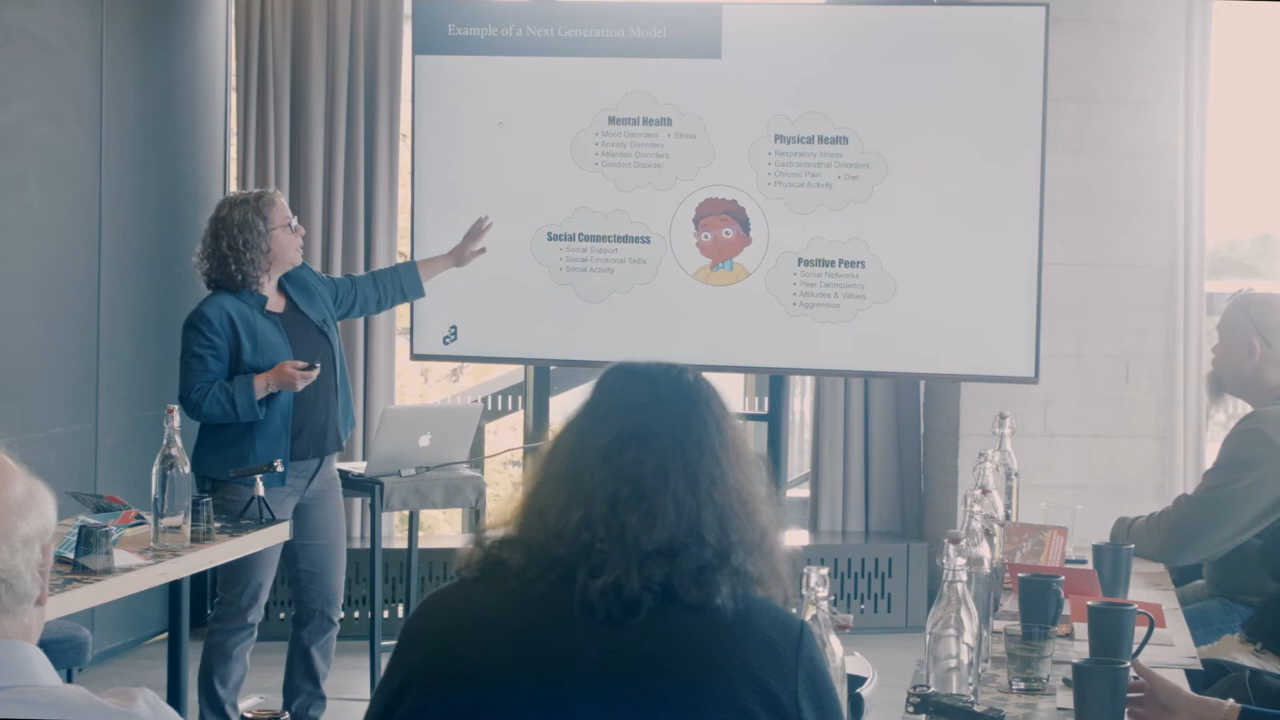 Example of a Next Generation Model
Mental Health
• Mood Disorders • Stress
• Anxiety Disorders
• Attention Disorders
• Conduct Disorder
Physical Health
• Respiratory Illness
• Gastrointestinal Disorders
• Chronic Pain • Diet
• Physical Activity
Social Connectedness
• Social Support
• Social-Emotional Skills
• Social Activity
Positive Peers
• Social Networks
• Peer Delinquency
• Attitudes & Values
• Aggression